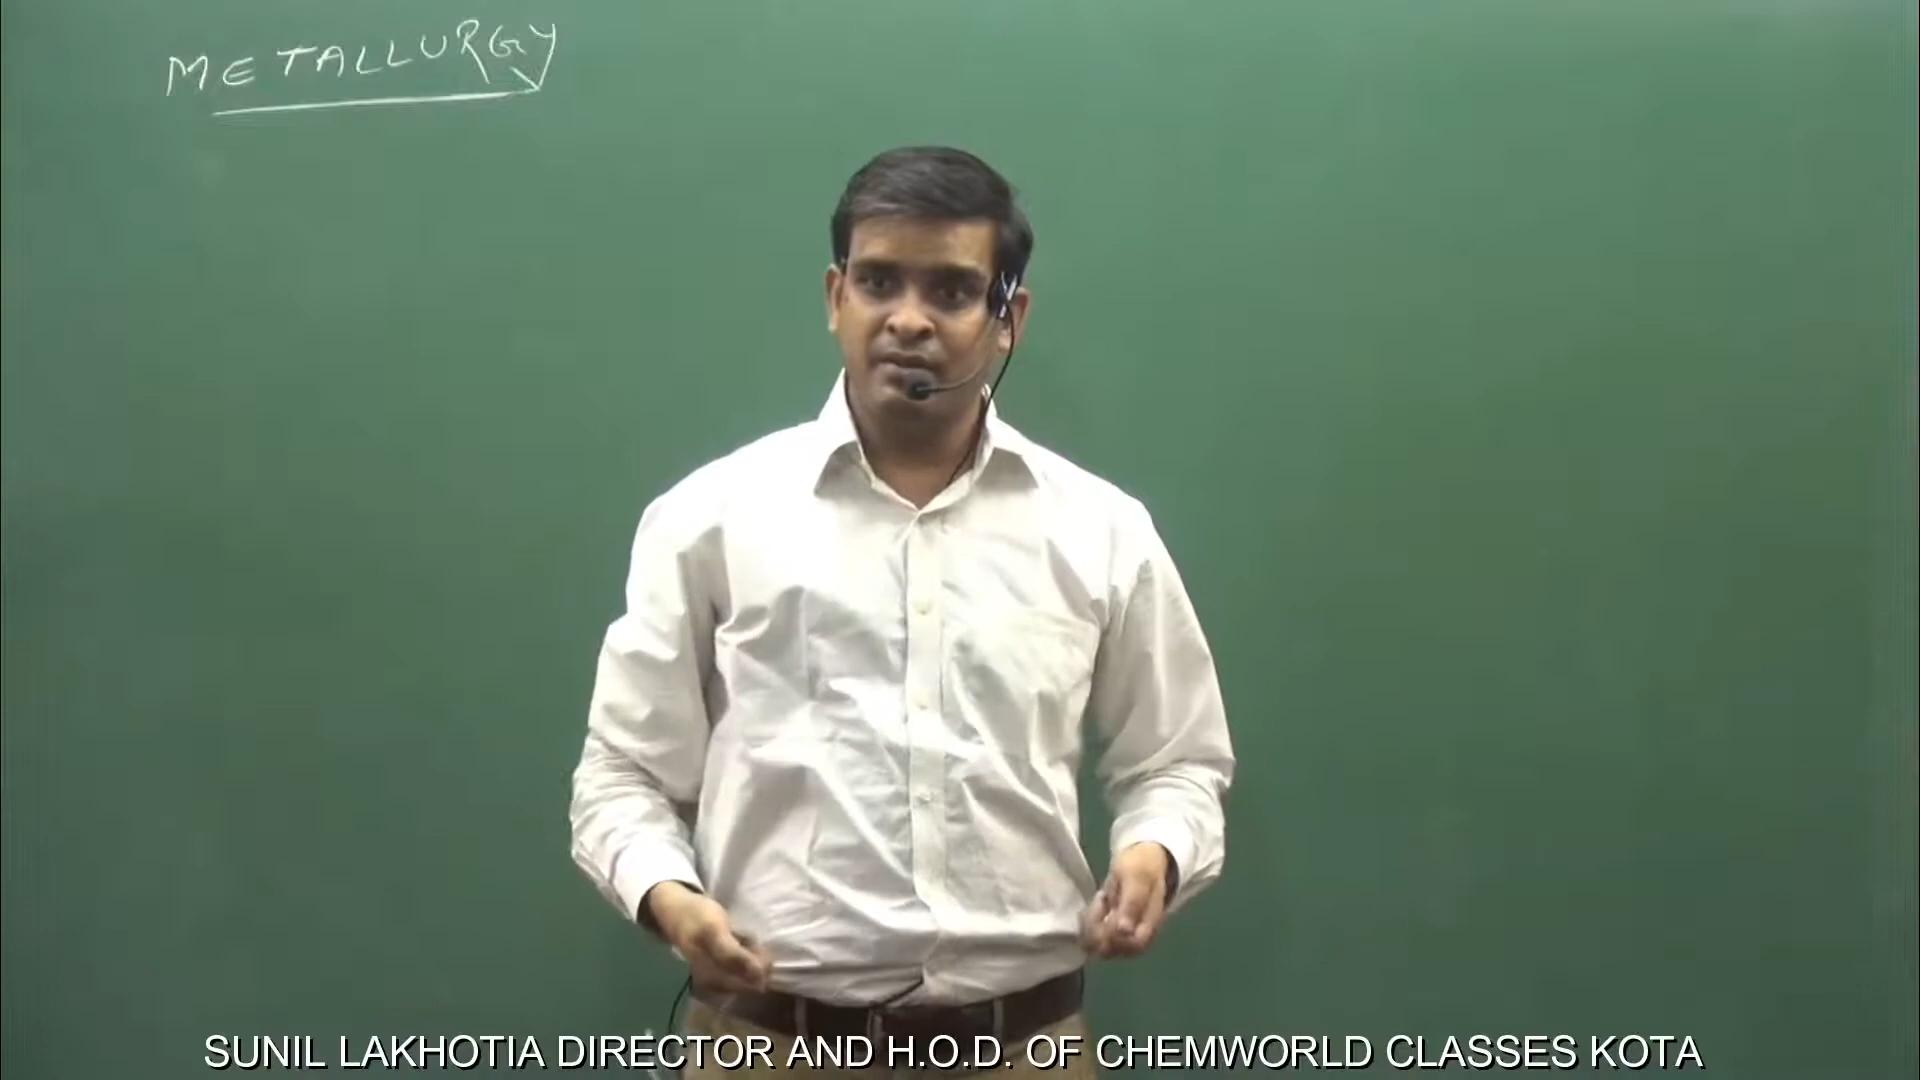 METALLURGY
SUNIL LAKHOTIA DIRECTOR AND H.O.D. OF CHEMWORLD CLASSES KOTA